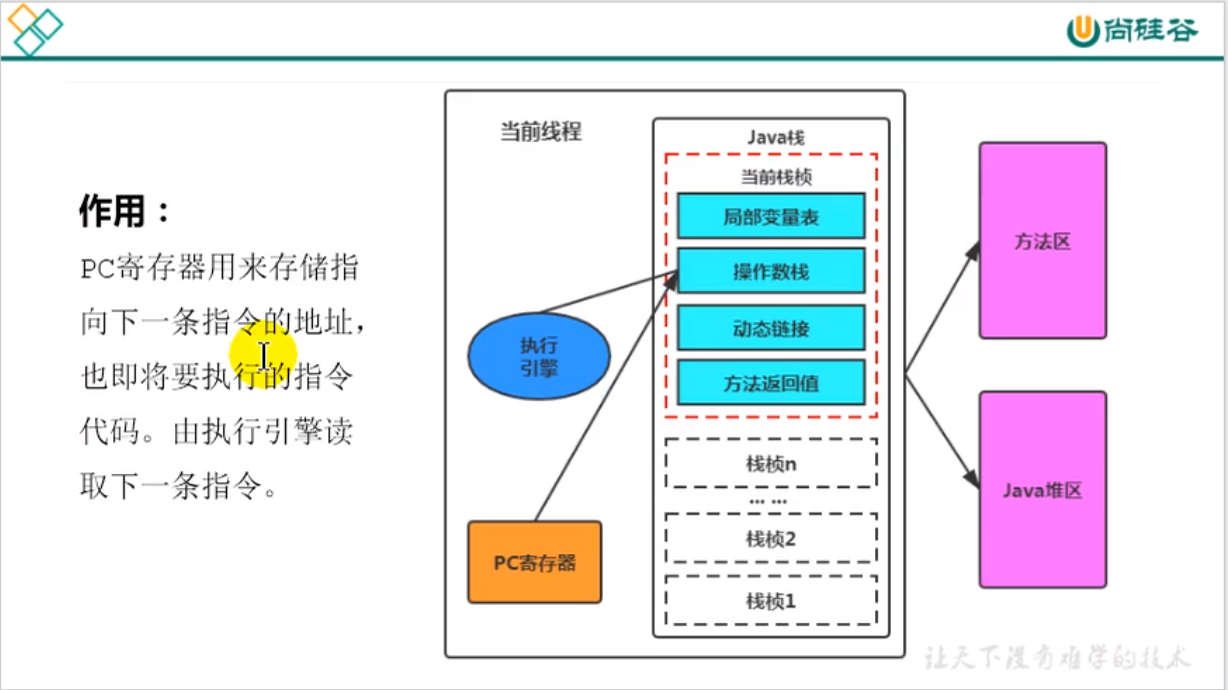 尚硅谷
作用：
PC寄存器用来存储指
向下一条指令的地址，
也即将要执行的指令
代码。由执行引擎读
取下一条指令。
当前线程
Java栈
当前栈桢
局部变量表
操作数栈
动态链接
方法返回值
栈桢n
... ...
栈桢2
栈桢1
执行
引擎
PC寄存器
方法区
Java堆区
让天下没有难学的技术